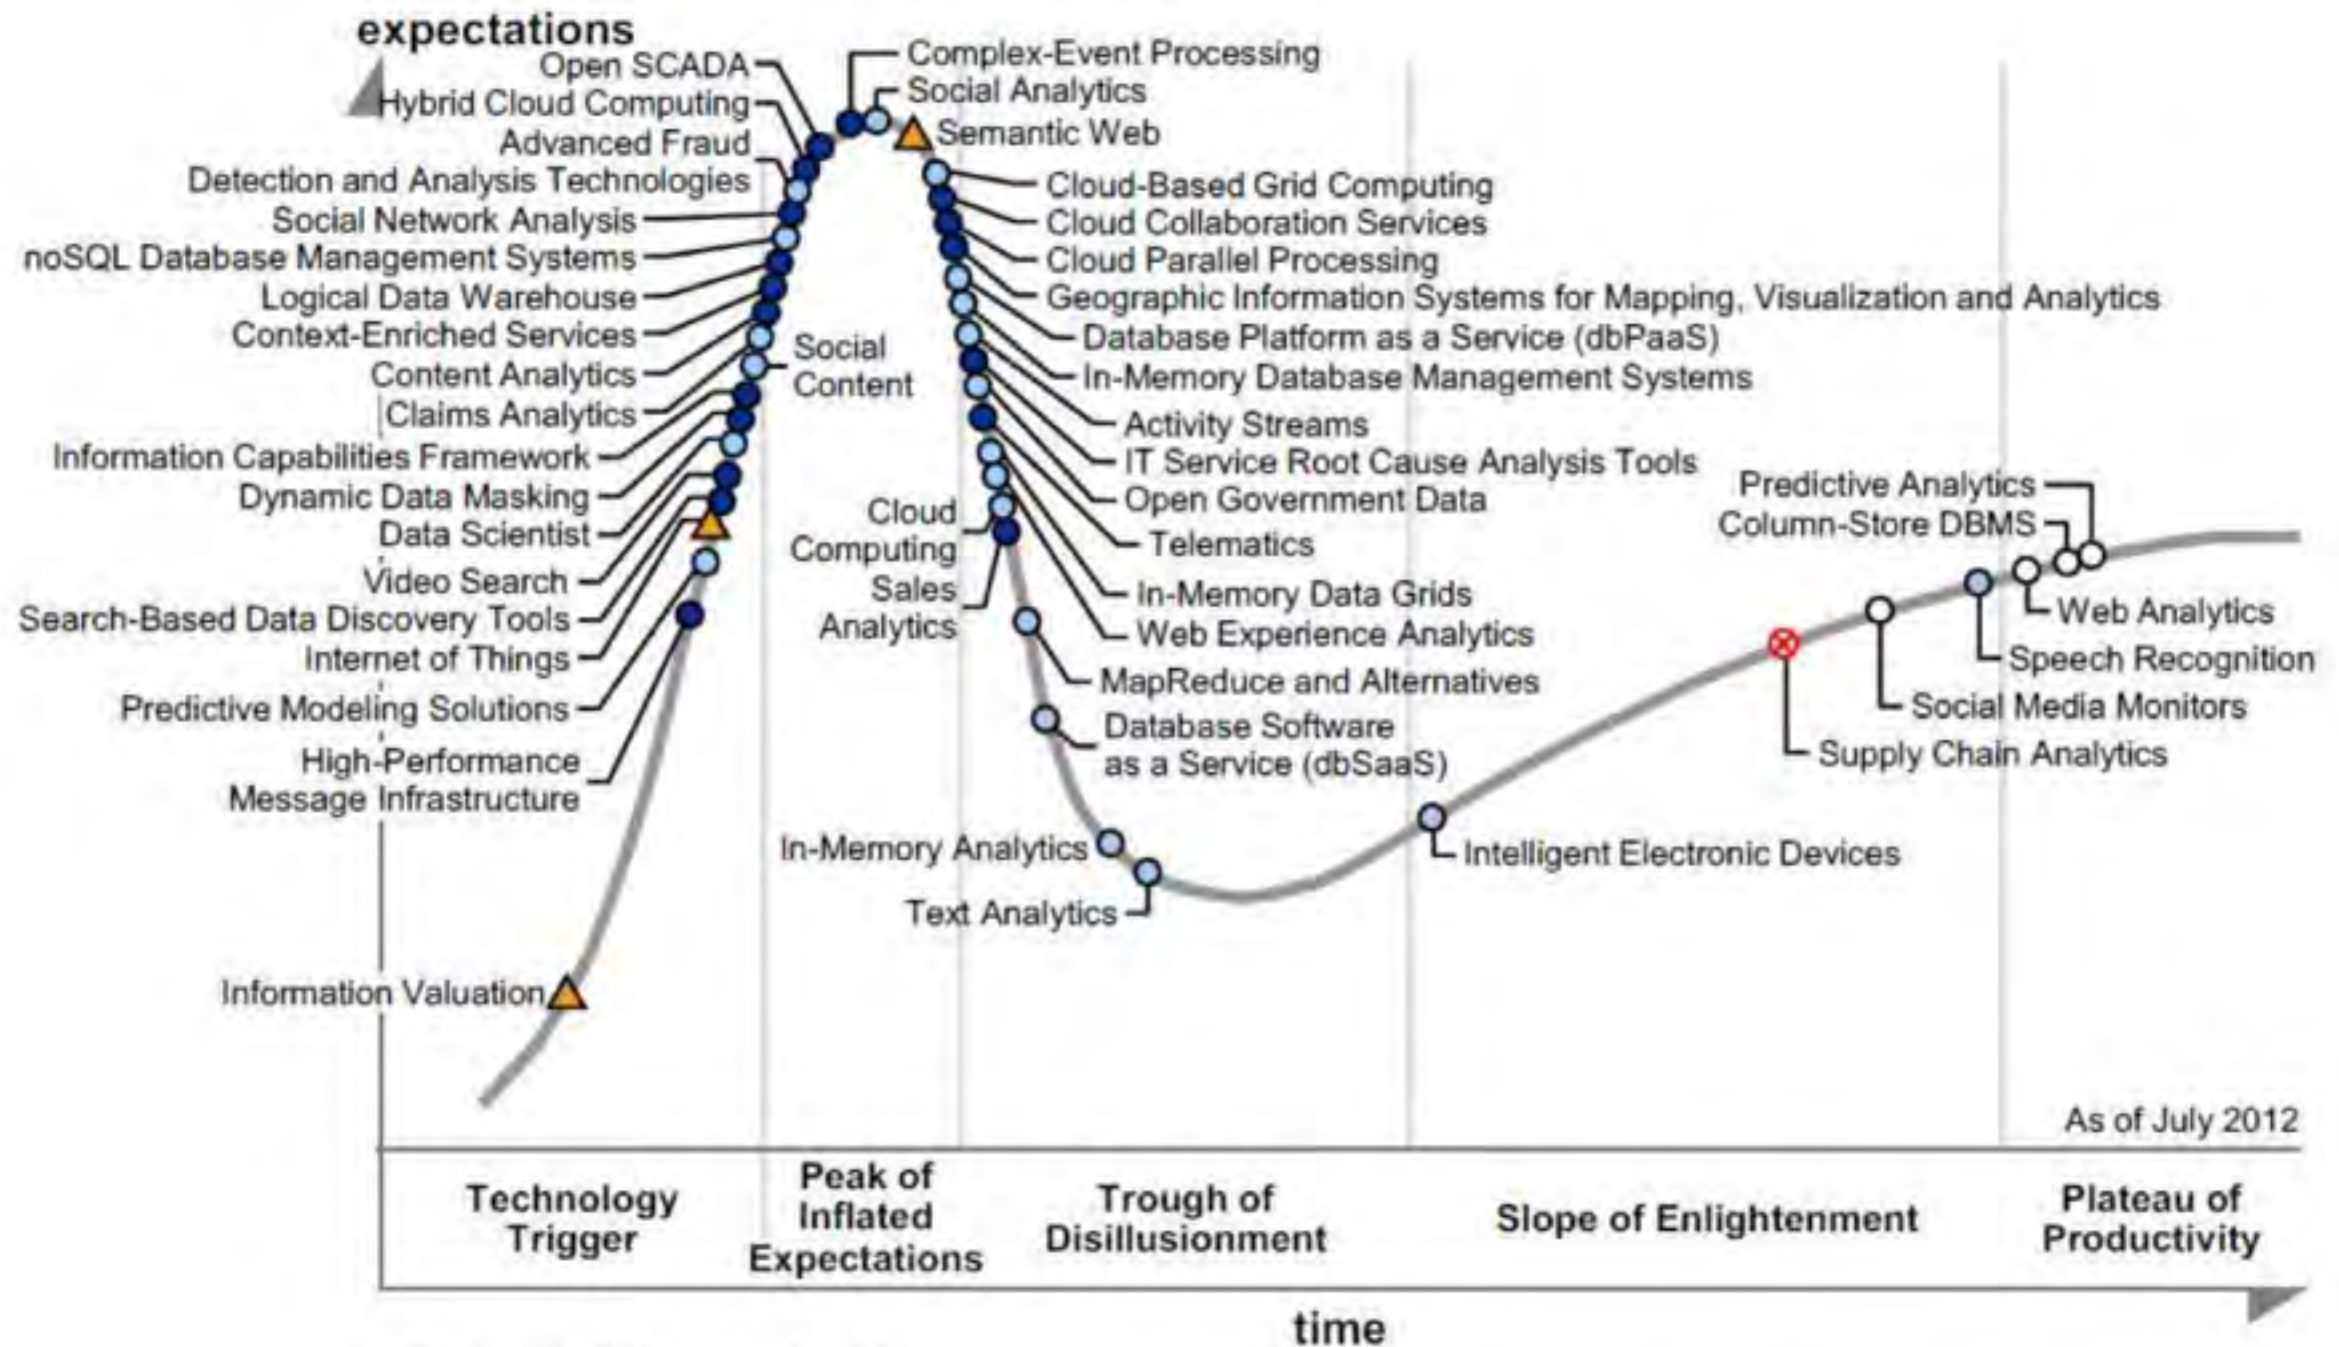 expectations
Open SCADA
Hybrid Cloud Computing
Advanced Fraud
Detection and Analysis Technologies
Social Network Analysis
noSQL Database Management Systems
Logical Data Warehouse
Context-Enriched Services
Content Analytics
Claims Analytics
Information Capabilities Framework
Dynamic Data Masking
Data Scientist
Video Search
Search-Based Data Discovery Tools
Internet of Things
Predictive Modeling Solutions
High-Performance
Message Infrastructure
Information Valuation
Social
Content
Complex-Event Processing
Social Analytics
Semantic Web
Cloud-Based Grid Computing
Cloud Collaboration Services
Cloud Parallel Processing
Geographic Information Systems for Mapping, Visualization and Analytics
Database Platform as a Service (dbPaaS)
In-Memory Database Management Systems
Activity Streams
IT Service Root Cause Analysis Tools
Open Government Data
Telematics
In-Memory Data Grids
Web Experience Analytics
Cloud
Computing
Sales
Analytics
MapReduce and Alternatives
Database Software
as a Service (dbSaaS)
In-Memory Analytics
Text Analytics
Intelligent Electronic Devices
Predictive Analytics
Column-Store DBMS
Web Analytics
Speech Recognition
Social Media Monitors
Supply Chain Analytics
As of July 2012
Technology
Trigger
Peak of
Inflated
Expectations
Trough of
Disillusionment
Slope of Enlightenment
Plateau of
Productivity
time